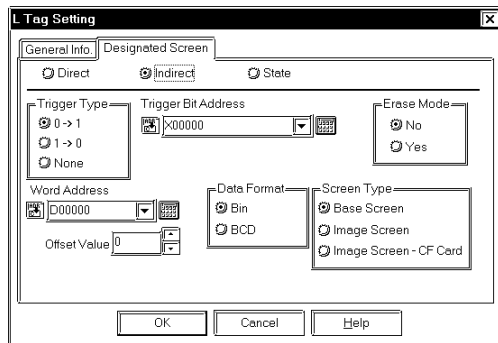 L Tag Setting
General Info. Designated Screen
Direct Indirect State
Trigger Type Trigger Bit Address Erase Mode
0 -> 1 X00000 No
1 -> 0 Yes
None
Word Address Data Format Screen Type
D00000 Bin Base Screen
Offset Value 0 BCD Image Screen
Image Screen - CF Card
OK Cancel Help